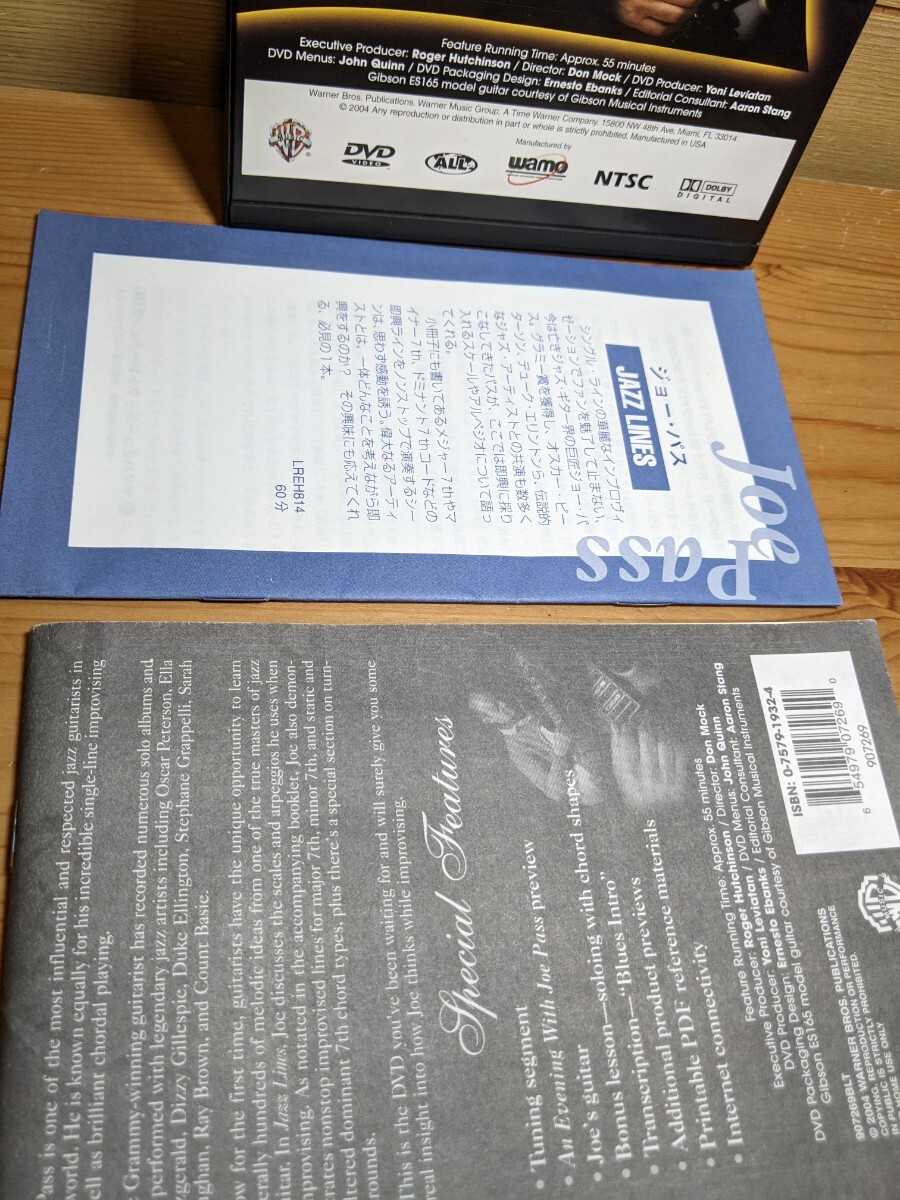 Feature Running Time: Approx. 55 minutes
Executive Producer: Roger Hutchinson / Director: Don Mock / DVD Producer: Yoni Leviatan
DVD Menus: John Quinn / DVD Packaging Design: Ernesto Ebanks / Editorial Consultant: Aaron Stang
Gibson ES165 model guitar courtesy of Gibson Musical Instruments
Warner Bros. Publications. Warner Music Group, A Time Warner Company. 15800 NW 48th Ave. Miami, FL 33014
© 2004 Any reproduction or distribution in part or whole is strictly prohibited. Manufactured in USA
Manufactured by
DVD
VIDEO
ALL
wamo
NTSC
DOLBY
DIGITAL
Joe
Pass
ジョー・パス
JAZZ LINES
シングル・ラインの華麗なインプロヴィ
ゼーションでファンを魅了して止まない、
今は亡きジャズ・ギター界の巨匠ジョー・パ
ス。グラミー賞を獲得し、オスカー・ピー
ターソン、デューク・エリントンら、伝説的
なジャズ・アーティストとの共演も数多く
こなしてきたパスが、ここでは即興に採り
入れるスケールやアルペジオについて語っ
てくれる。
小冊子にも書いてあるメジャー7thやマ
イナー7th、ドミナント7thコードなどの
即興ラインをノンストップで演奏するシー
ンは、思わず感動を誘う。偉大なるアーティ
ストとは、一体どんなことを考えながら即
興をするのか？ その興味にも応えてくれ
る、必見の1本。
LREH814
60分
Pass is one of the most influential and respected jazz guitarists in
world. He is known equally for his incredible single-line improvising
ell as brilliant chordal playing.
Grammy-winning guitarist has recorded numerous solo albums and
performed with legendary jazz artists including Oscar Peterson, Ella
zgerald, Dizzy Gillespie, Duke Ellington, Stephane Grappelli, Sarah
ghan, Ray Brown, and Count Basie.
ow for the first time, guitarists have the unique opportunity to learn
erally hundreds of melodic ideas from one of the true masters of jazz
itar. In Jazz Lines, Joe discusses the scales and arpeggios he uses when
provising. As notated in the accompanying booklet, Joe also demon-
rates nonstop improvised lines for major 7th, minor 7th, and static and
ltered dominant 7th chord types, plus there's a special section on turn-
rounds.
This is the DVD you've been waiting for and will surely give you some
real insight into how Joe thinks while improvising.
Special Features
• Tuning segment
• An Evening With Joe Pass preview
• Joe's guitar
• Bonus lesson—soloing with chord shapes
• Transcription—"Blues Intro"
• Additional product previews
• Printable PDF reference materials
• Internet connectivity
Feature Running Time: Approx. 55 minutes
Executive Producer: Roger Hutchinson / Director: Don Mock
DVD Producer: Yoni Leviatan / DVD Menus: John Quinn
DVD Packaging Design: Ernesto Ebanks / Editorial Consultant: Aaron Stang
Gibson ES165 model guitar courtesy of Gibson Musical Instruments
ISBN: 0-7579-1932-4
6 54979 07269 0
907269
907269BLT
© 2004 WARNER BROS. PUBLICATIONS
COPYING, REPRODUCTION OR PERFORMANCE
IN PUBLIC IS STRICTLY PROHIBITED.
HOME USE ONLY